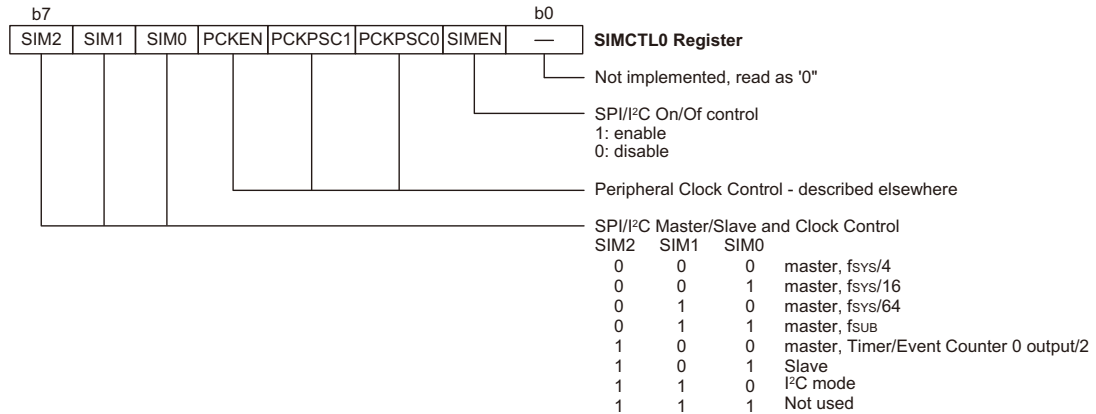 b7 b0
SIM2 SIM1 SIM0 PCKEN PCKPSC1 PCKPSC0 SIMEN — SIMCTL0 Register
Not implemented, read as '0"
SPI/I²C On/Of control
1: enable
0: disable
Peripheral Clock Control - described elsewhere
SPI/I²C Master/Slave and Clock Control
SIM2 SIM1 SIM0
0 0 0 master, fSYS/4
0 0 1 master, fSYS/16
0 1 0 master, fSYS/64
0 1 1 master, fSUB
1 0 0 master, Timer/Event Counter 0 output/2
1 0 1 Slave
1 1 0 I²C mode
1 1 1 Not used